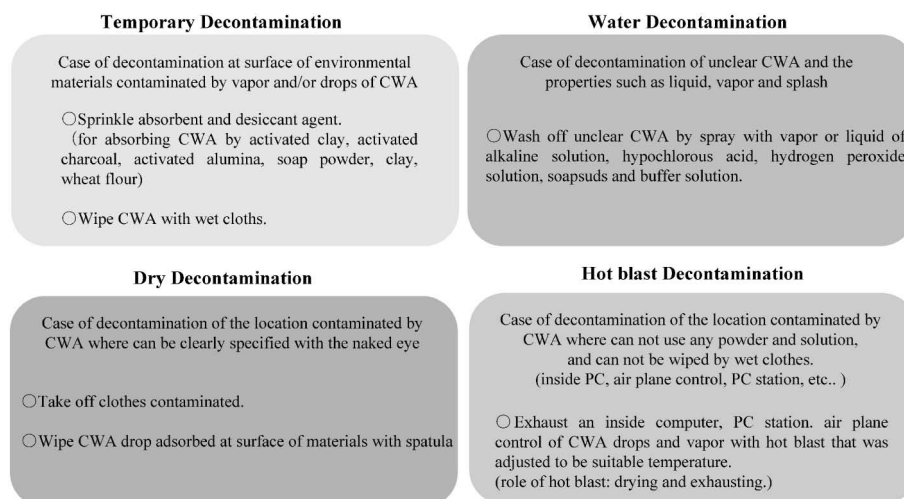 Temporary Decontamination
Case of decontamination at surface of environmental
materials contaminated by vapor and/or drops of CWA
○Sprinkle absorbent and desiccant agent.
(for absorbing CWA by activated clay, activated
charcoal, activated alumina, soap powder, clay,
wheat flour)
○Wipe CWA with wet cloths.
Water Decontamination
Case of decontamination of unclear CWA and the
properties such as liquid, vapor and splash
○Wash off unclear CWA by spray with vapor or liquid of
alkaline solution, hypochlorous acid, hydrogen peroxide
solution, soapsuds and buffer solution.
Dry Decontamination
Case of decontamination of the location contaminated by
CWA where can be clearly specified with the naked eye
○Take off clothes contaminated.
○Wipe CWA drop adsorbed at surface of materials with spatula
Hot blast Decontamination
Case of decontamination of the location contaminated by
CWA where can not use any powder and solution,
and can not be wiped by wet clothes.
(inside PC, air plane control, PC station, etc.. )
○Exhaust an inside computer, PC station. air plane
control of CWA drops and vapor with hot blast that was
adjusted to be suitable temperature.
(role of hot blast: drying and exhausting.)